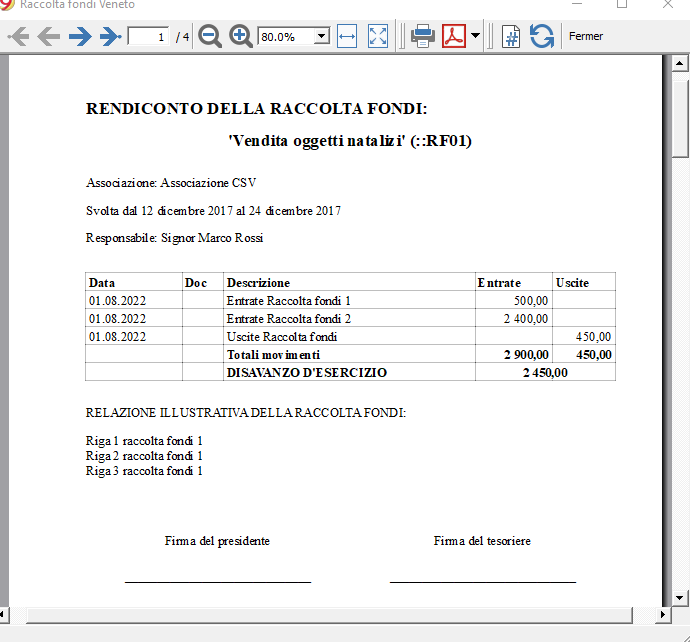 Raccolta fondi Veneto
1 / 4 80.0% Fermer
RENDICONTO DELLA RACCOLTA FONDI:
'Vendita oggetti natalizi' (::RF01)
Associazione: Associazione CSV
Svolta dal 12 dicembre 2017 al 24 dicembre 2017
Responsabile: Signor Marco Rossi
Data Doc Descrizione Entrate Uscite
01.08.2022 Entrate Raccolta fondi 1 500,00
01.08.2022 Entrate Raccolta fondi 2 2 400,00
01.08.2022 Uscite Raccolta fondi 450,00
Totali movimenti 2 900,00 450,00
DISAVANZO D'ESERCIZIO 2 450,00
RELAZIONE ILLUSTRATIVA DELLA RACCOLTA FONDI:
Riga 1 raccolta fondi 1
Riga 2 raccolta fondi 1
Riga 3 raccolta fondi 1
Firma del presidente Firma del tesoriere